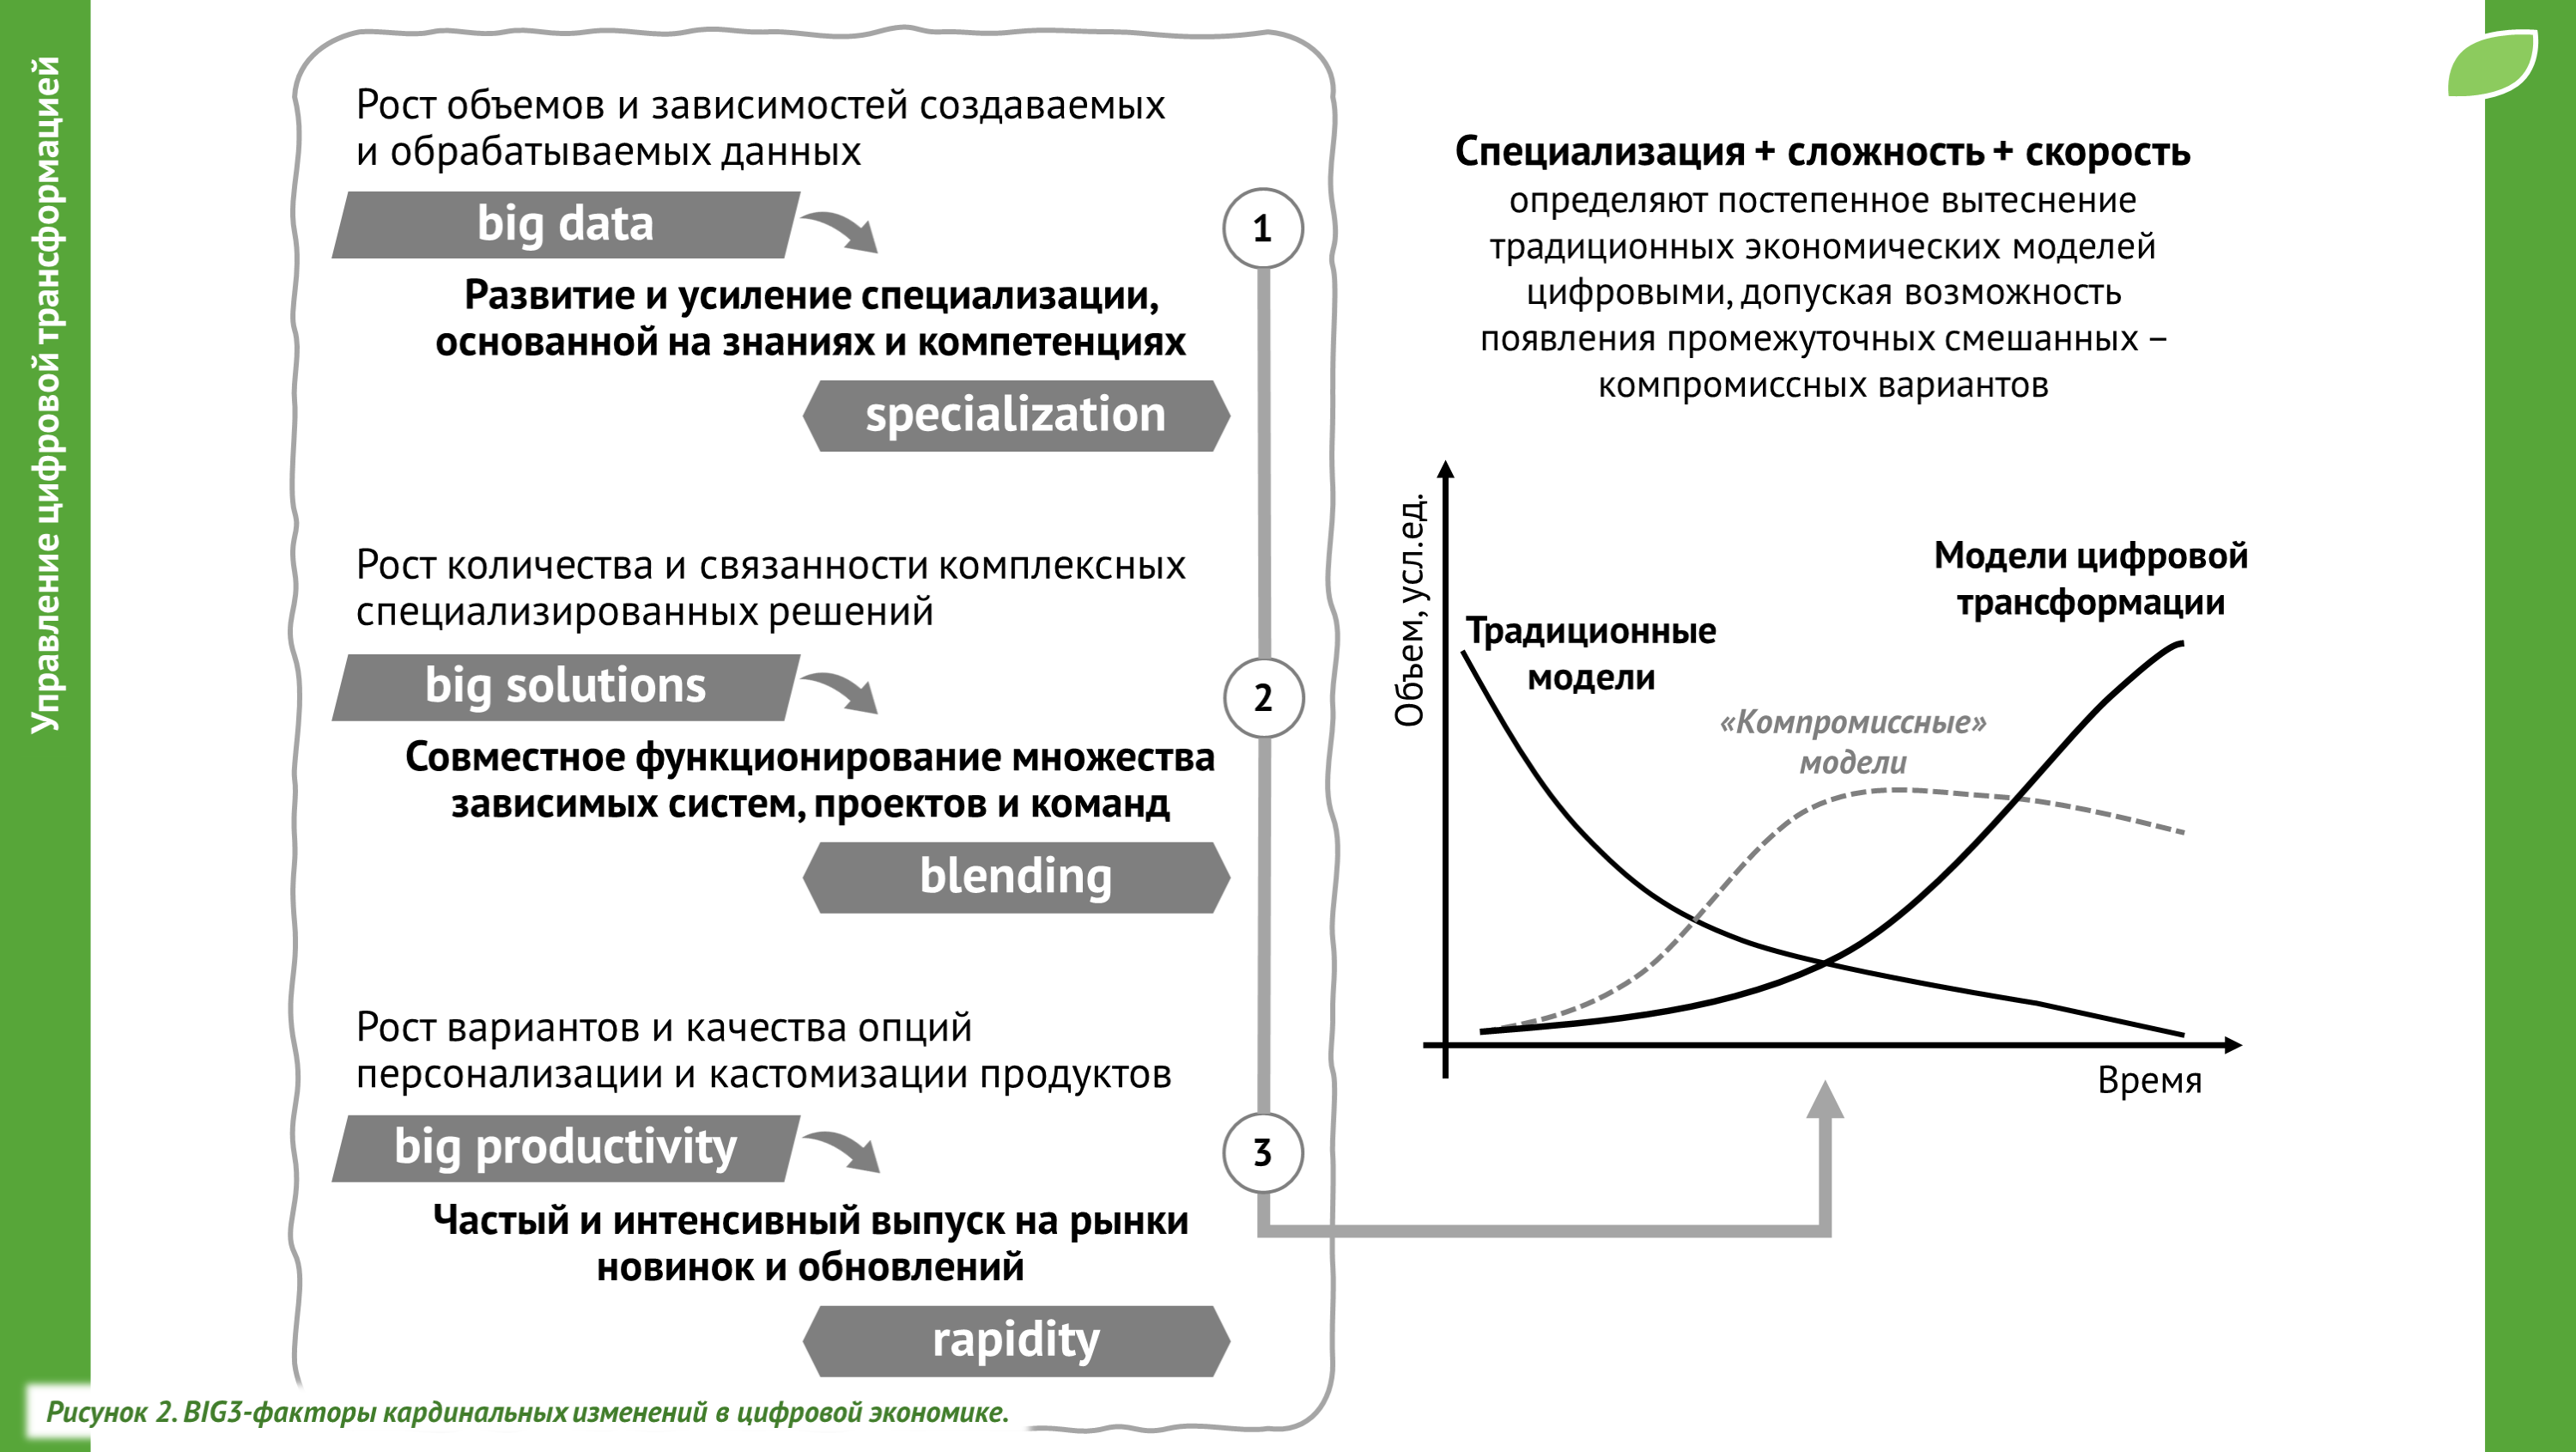 Управление цифровой трансформацией
Рост объемов и зависимостей создаваемых
и обрабатываемых данных
big data
1
Развитие и усиление специализации,
основанной на знаниях и компетенциях
specialization
Рост количества и связанности комплексных
специализированных решений
big solutions
2
Совместное функционирование множества
зависимых систем, проектов и команд
blending
Рост вариантов и качества опций
персонализации и кастомизации продуктов
big productivity
3
Частый и интенсивный выпуск на рынки
новинок и обновлений
rapidity
Специализация + сложность + скорость
определяют постепенное вытеснение
традиционных экономических моделей
цифровыми, допуская возможность
появления промежуточных смешанных –
компромиссных вариантов
Объем, усл.ед.
Модели цифровой
трансформации
Традиционные
модели
«Компромиссные»
модели
Время
Рисунок 2. BIG3-факторы кардинальных изменений в цифровой экономике.